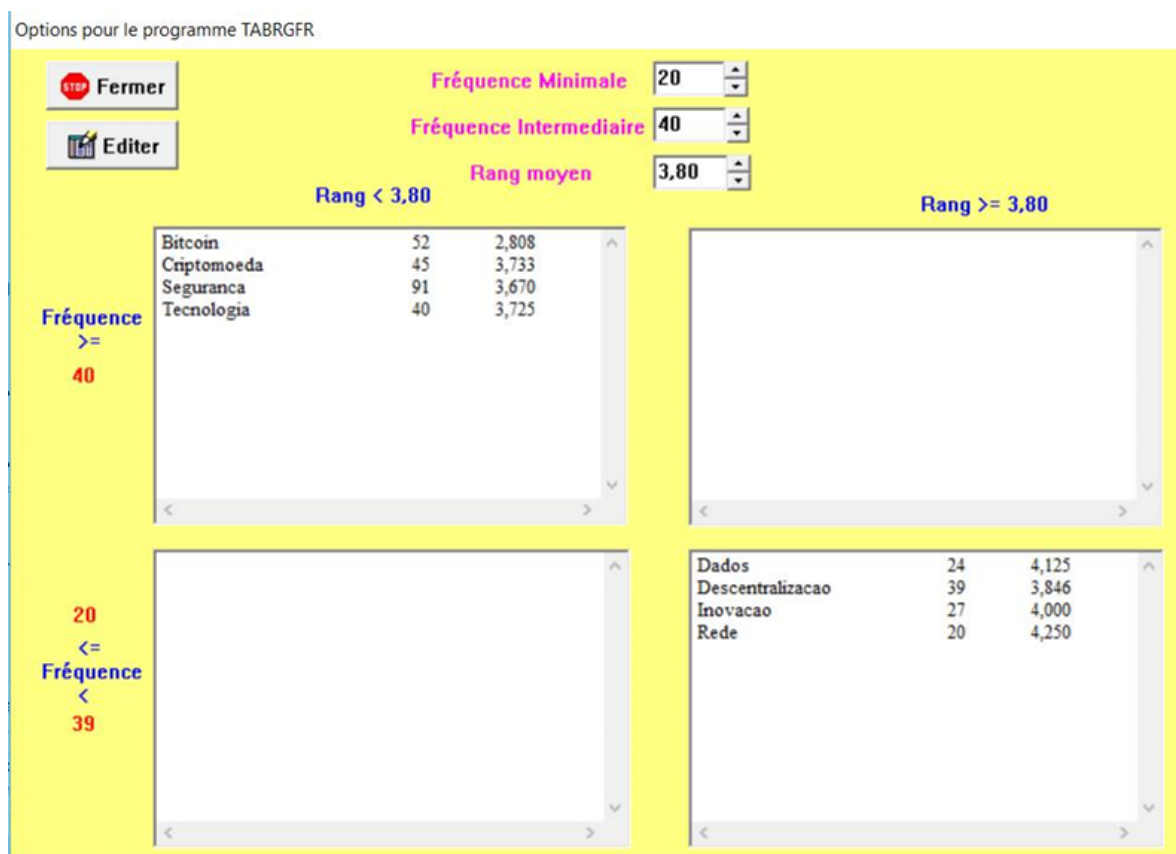 Options pour le programme TABRGFR
STOP Fermer
Fréquence Minimale 20
Fréquence Intermediaire 40
Editer
Rang moyen 3,80
Rang < 3,80
Rang >= 3,80
Bitcoin 52 2,808
Criptomoeda 45 3,733
Seguranca 91 3,670
Tecnologia 40 3,725
Fréquence
>=
40
Dados 24 4,125
Descentralizacao 39 3,846
Inovacao 27 4,000
Rede 20 4,250
20
<=
Fréquence
<
39